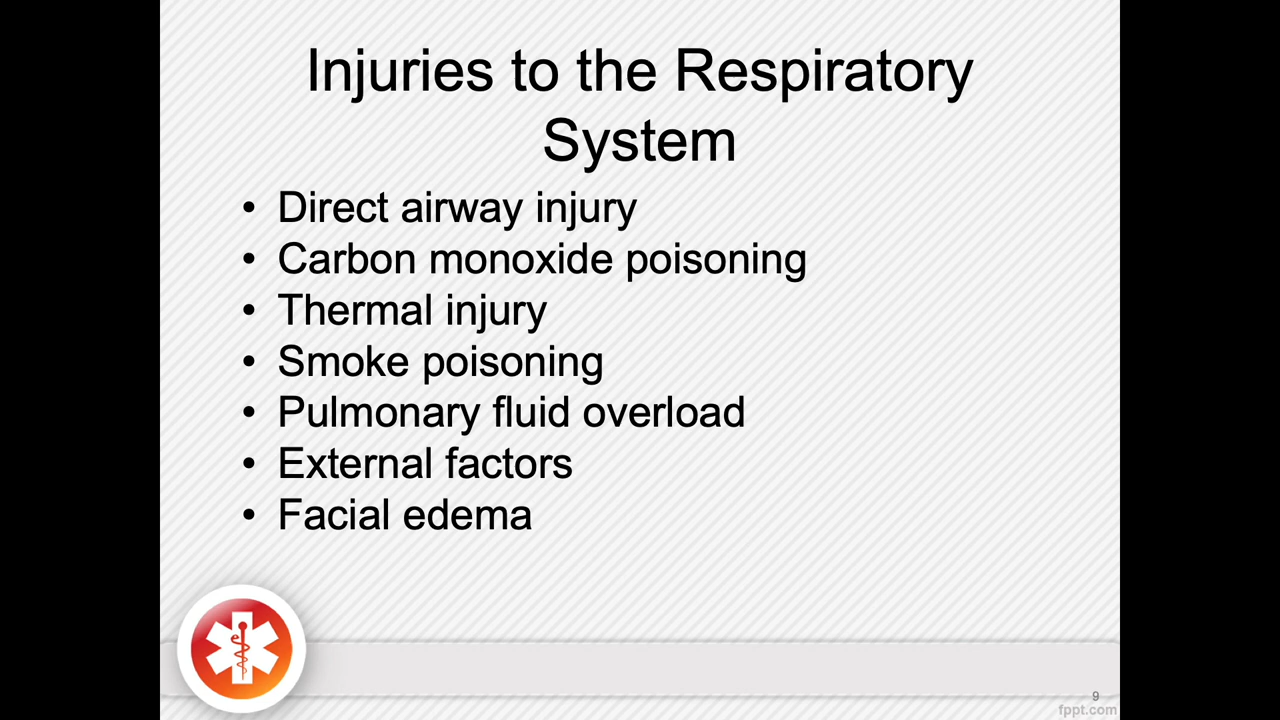 Injuries to the Respiratory
System
• Direct airway injury
• Carbon monoxide poisoning
• Thermal injury
• Smoke poisoning
• Pulmonary fluid overload
• External factors
• Facial edema
9
fppt.com